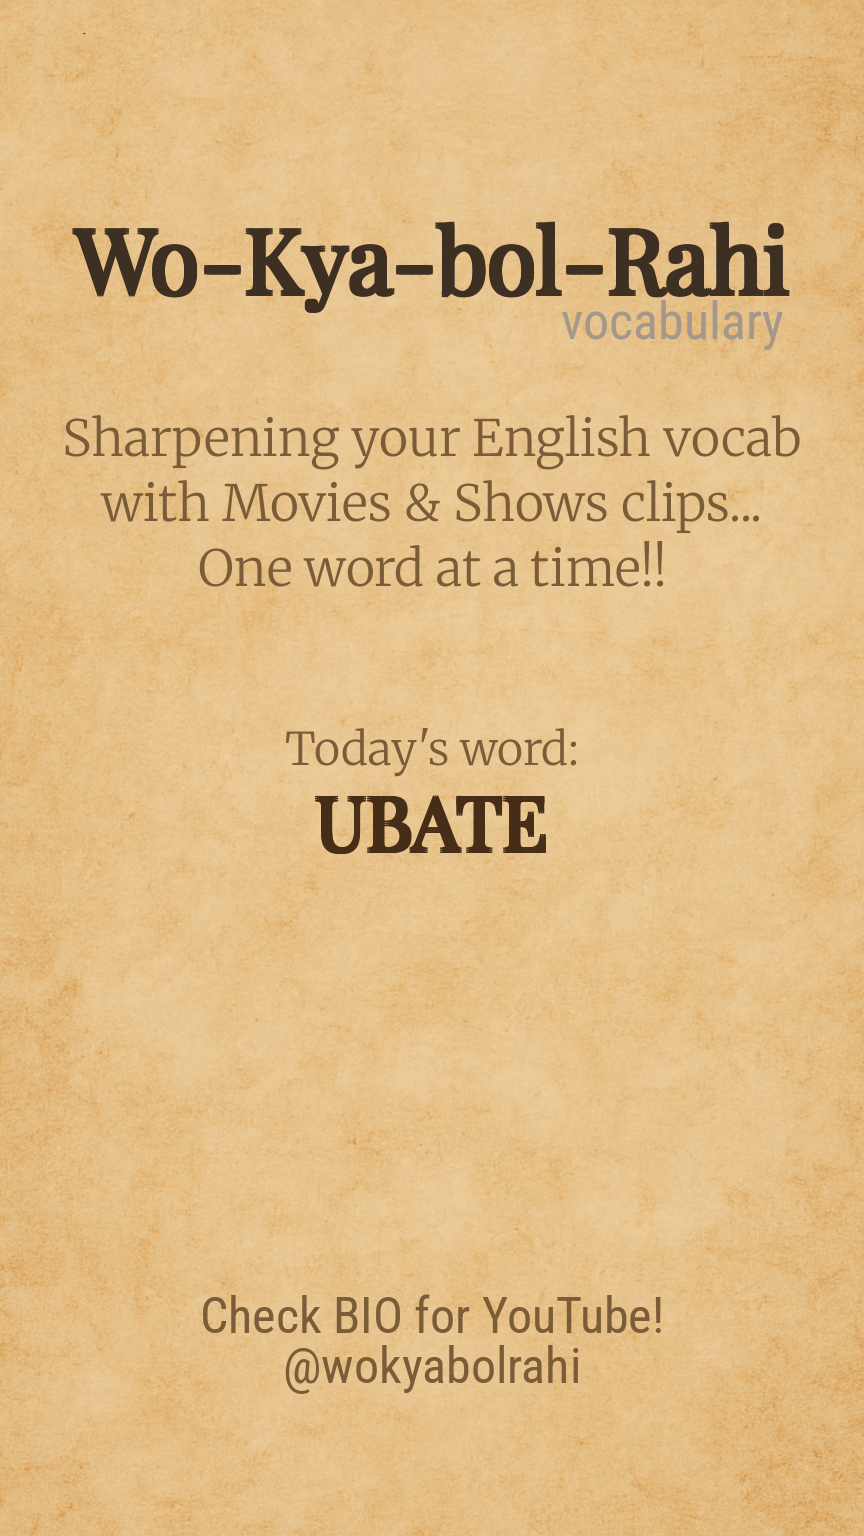 Wo-Kya-bol-Rahi
vocabulary
Sharpening your English vocab
with Movies & Shows clips...
One word at a time!!
Today's word:
UBATE
Check BIO for YouTube!
@wokyabolrahi